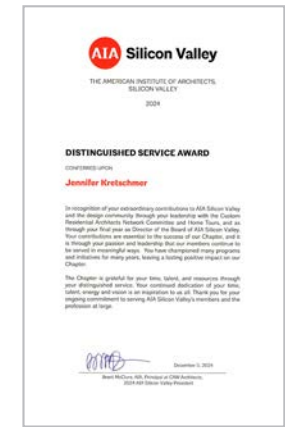 AIA Silicon Valley
THE AMERICAN INSTITUTE OF ARCHITECTS,
SILICON VALLEY
2024
DISTINGUISHED SERVICE AWARD
CONFERRED UPON
Jennifer Kretschmer
In recognition of your extraordinary contributions to AIA Silicon Valley
and the design community through your leadership with the Custom
Residential Architects Network Committee and Home Tours, and as
through your final year as Director of the Board of AIA Silicon Valley.
Your contributions are essential to the success of our Chapter, and it
is through your passion and leadership that our members continue to
be served in meaningful ways. You have championed many programs
and initiatives for many years, leaving a lasting positive impact on our
Chapter.
The Chapter is grateful for your time, talent, and resources through
your distinguished service. Your continued dedication of your time,
talent, energy and vision is an inspiration to us all. Thank you for your
ongoing commitment to serving AIA Silicon Valley's members and the
profession at large.
December 5, 2024
Brent McClure, AIA, Principal at CAW Architects,
2024 AIA Silicon Valley President